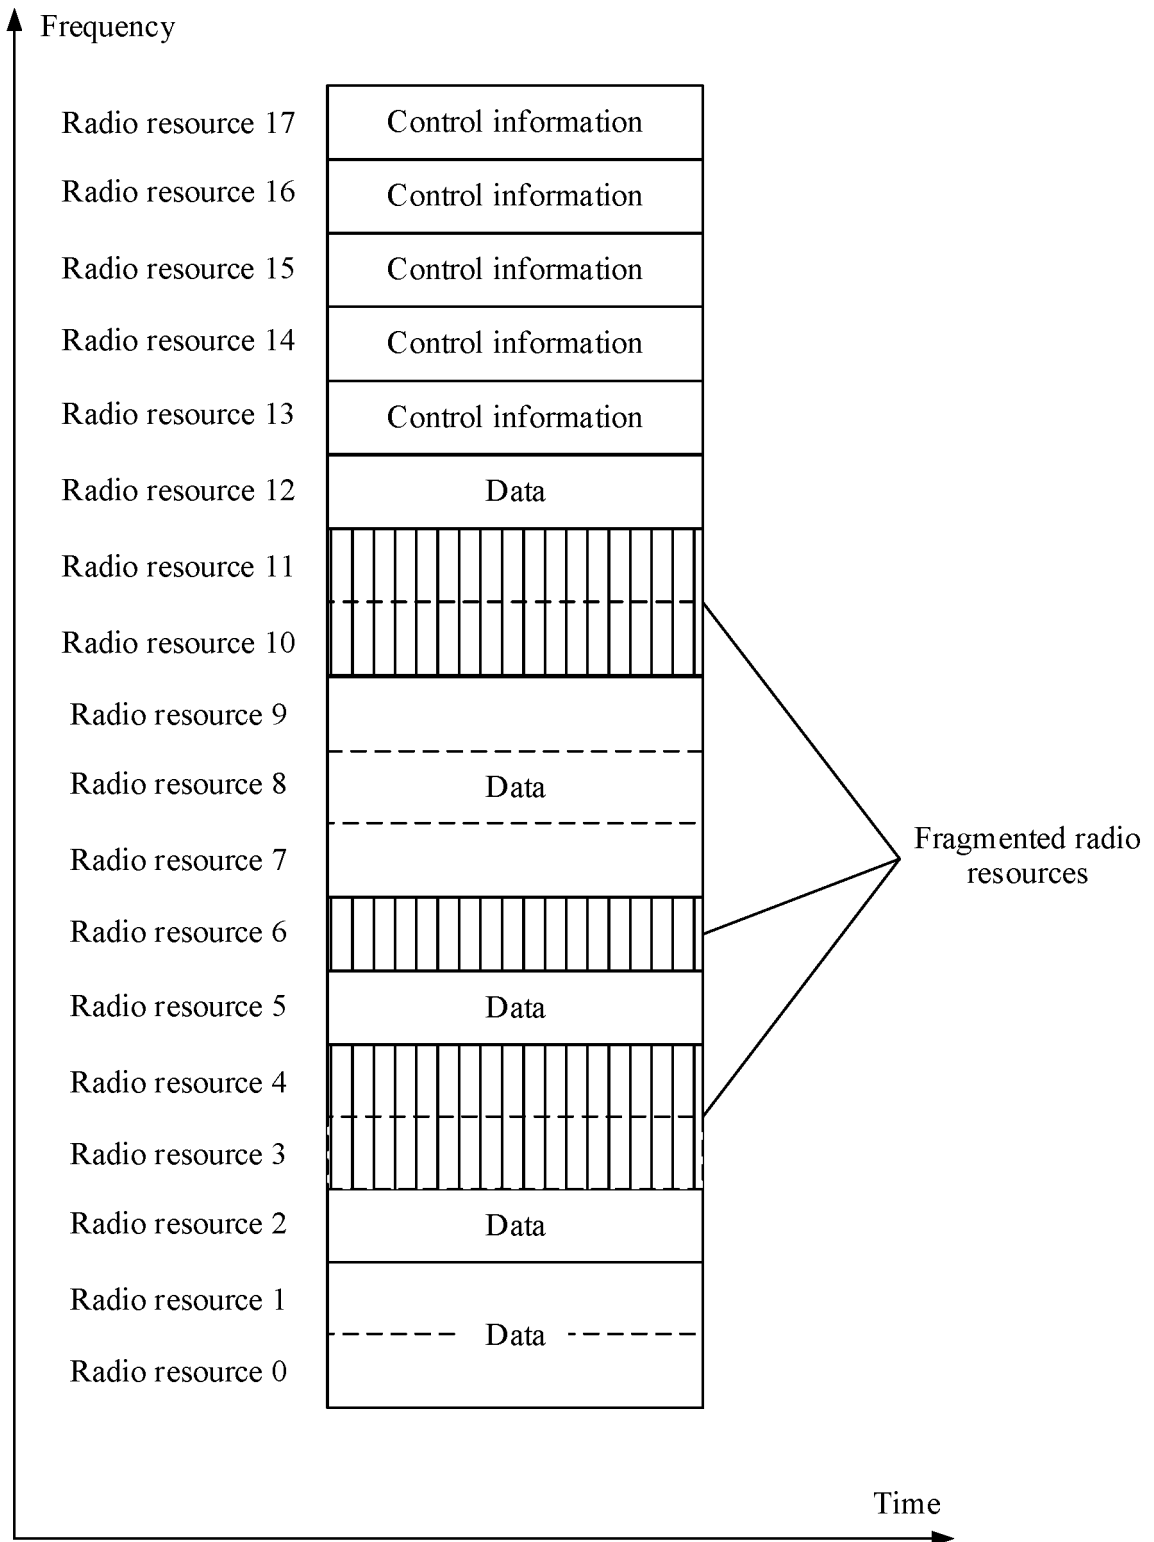 Frequency
Radio resource 17 Control information
Radio resource 16 Control information
Radio resource 15 Control information
Radio resource 14 Control information
Radio resource 13 Control information
Radio resource 12 Data
Radio resource 11
Radio resource 10
Radio resource 9
Radio resource 8 Data
Radio resource 7
Fragmented radio
resources
Radio resource 6
Radio resource 5 Data
Radio resource 4
Radio resource 3
Radio resource 2 Data
Radio resource 1
Data
Radio resource 0
Time